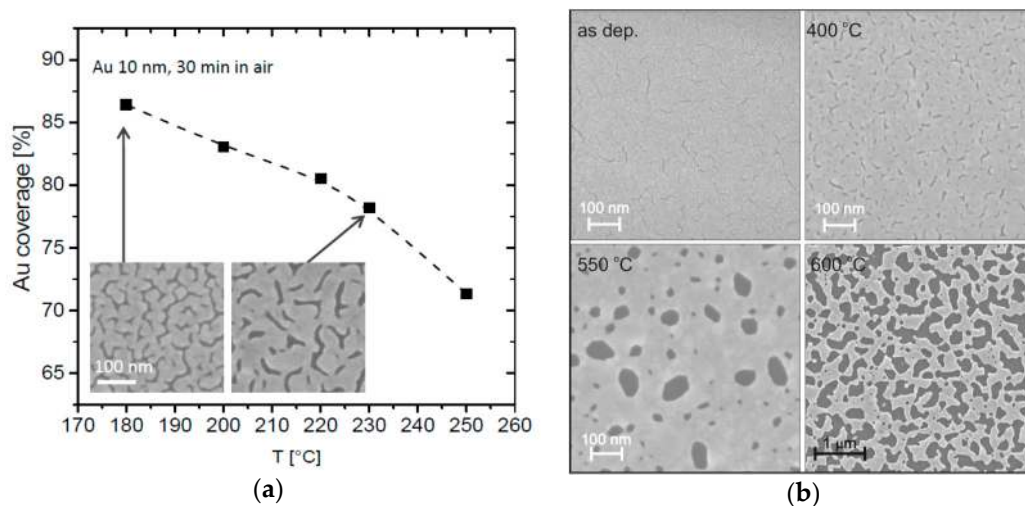 Au 10 nm, 30 min in air
Au coverage [%]
90
85
80
75
70
65
100 nm
170 180 190 200 210 220 230 240 250 260
T [°C]
(a)
as dep.
100 nm
400 °C
100 nm
550 °C
100 nm
600 °C
1 µm
(b)